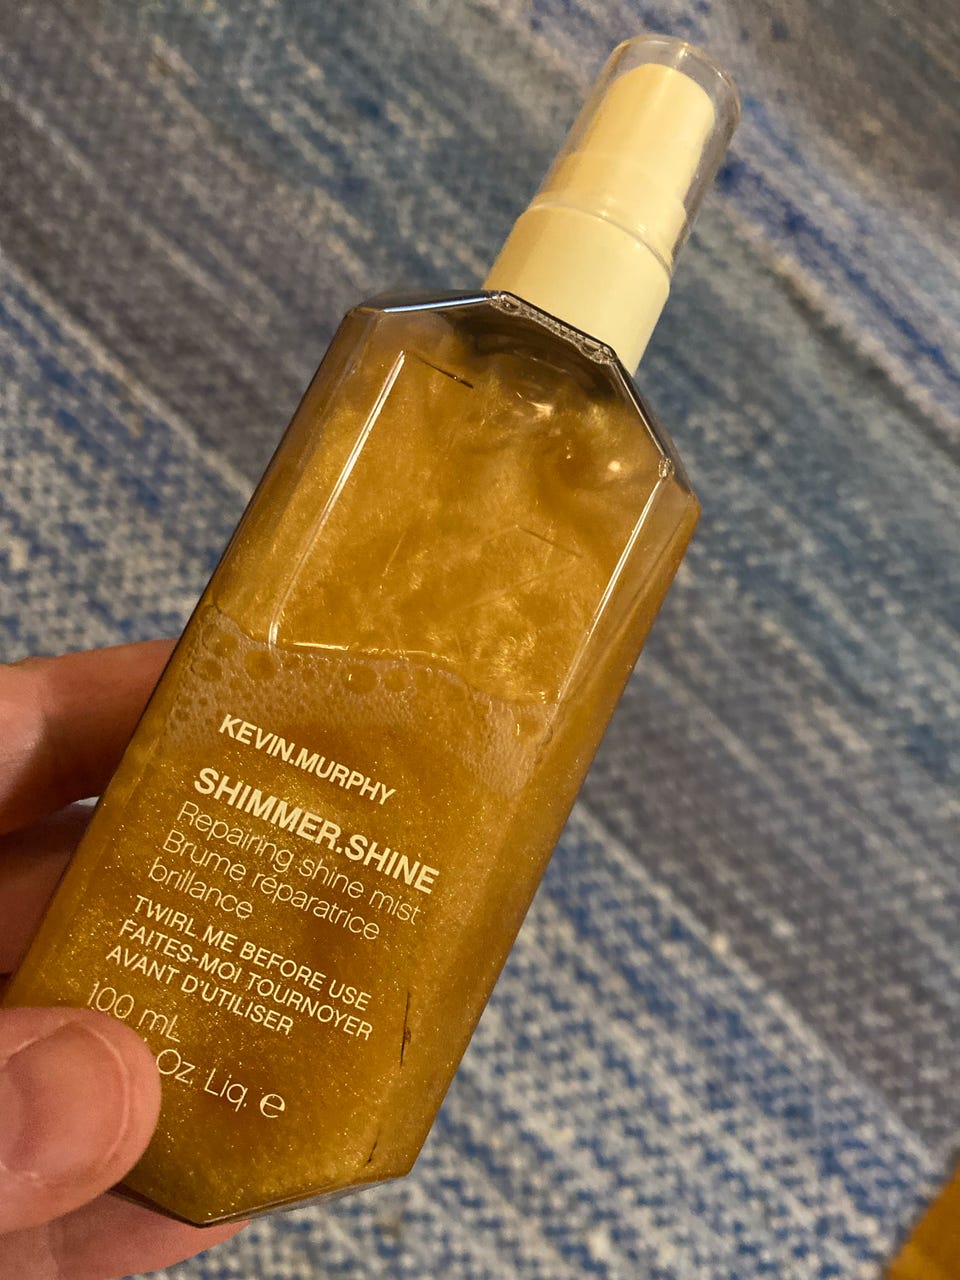 KEVIN.MURPHY
SHIMMER.SHINE
Repairing shine mist
Brume réparatrice
brillance
TWIRL ME BEFORE USE
FAITES-MOI TOURNOYER
AVANT D'UTILISER
100 mL
Oz. Liq. ℮